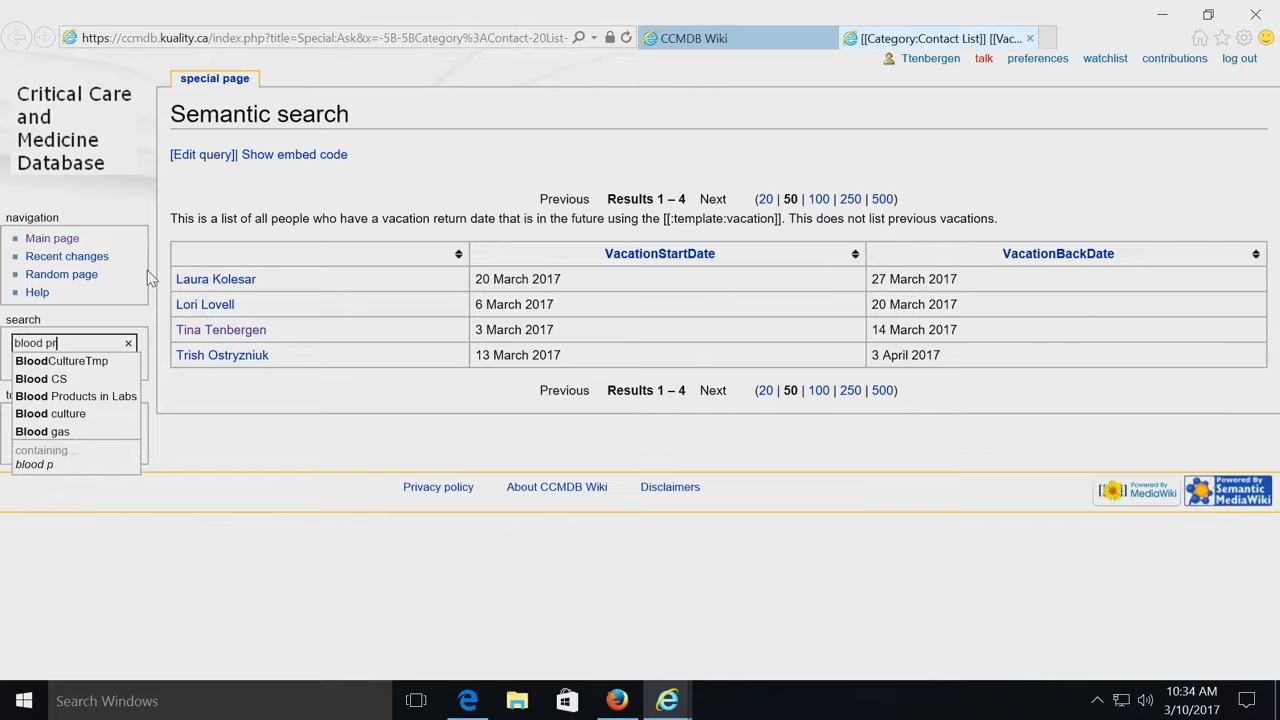 https://ccmdb.kuality.ca/index.php?title=Special:Ask&x=-5B-5BCategory%3AContact-20List-
CCMDB Wiki
[[Category:Contact List]] [[Vac...
Ttenbergen talk preferences watchlist contributions log out
special page
Critical Care
and
Medicine
Database
Semantic search
[Edit query]| Show embed code
Previous Results 1 – 4 Next (20 | 50 | 100 | 250 | 500)
This is a list of all people who have a vacation return date that is in the future using the [[:template:vacation]]. This does not list previous vacations.
VacationStartDate VacationBackDate
Laura Kolesar 20 March 2017 27 March 2017
Lori Lovell 6 March 2017 20 March 2017
Tina Tenbergen 3 March 2017 14 March 2017
Trish Ostryzniuk 13 March 2017 3 April 2017
Previous Results 1 – 4 Next (20 | 50 | 100 | 250 | 500)
navigation
Main page
Recent changes
Random page
Help
search
blood pr
BloodCultureTmp
Blood CS
Blood Products in Labs
Blood culture
Blood gas
containing...
blood p
Privacy policy About CCMDB Wiki Disclaimers
Powered By MediaWiki
Powered By Semantic MediaWiki
Search Windows
10:34 AM
3/10/2017